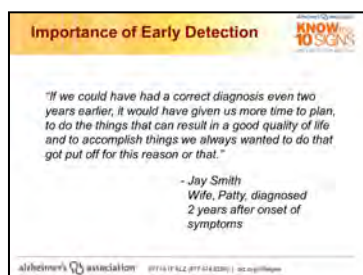 Importance of Early Detection
KNOW the
10 SIGNS
"If we could have had a correct diagnosis even two
years earlier, it would have given us more time to plan,
to do the things that can result in a good quality of life
and to accomplish things we always wanted to do that
got put off for this reason or that."
- Jay Smith
Wife, Patty, diagnosed
2 years after onset of
symptoms
alzheimer's association